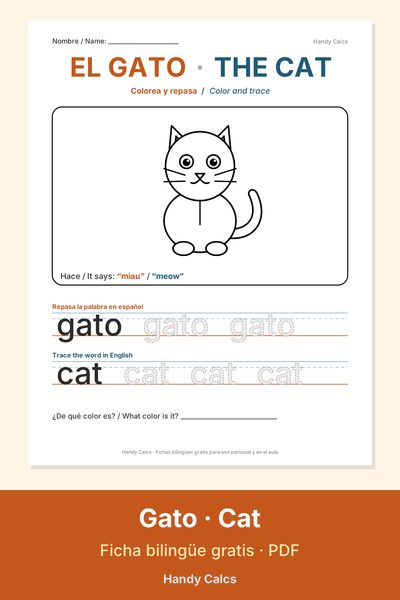 Nombre / Name: ____________________
Handy Calcs
EL GATO · THE CAT
Colorea y repasa / Color and trace
Hace / It says: “miau” / “meow”
Repasa la palabra en español
gato gato gato
Trace the word in English
cat cat cat cat
¿De qué color es? / What color is it? ____________________
Handy Calcs · Fichas bilingües gratis para uso personal y en el aula
Gato · Cat
Ficha bilingüe gratis · PDF
Handy Calcs